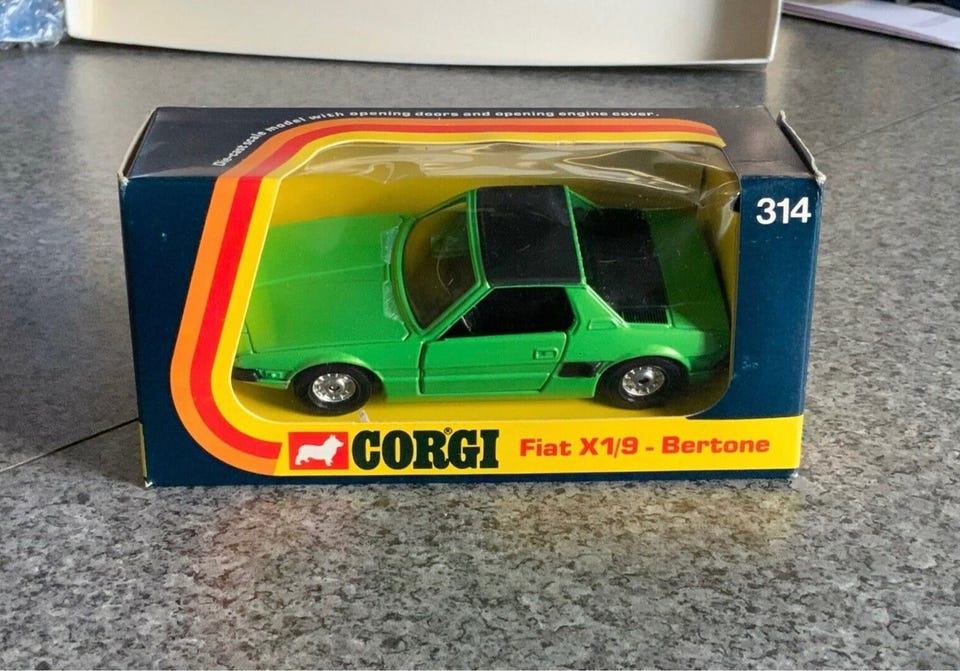 Die-cast scale model with opening doors and opening engine cover.
314
CORGI®
Fiat X1/9 - Bertone